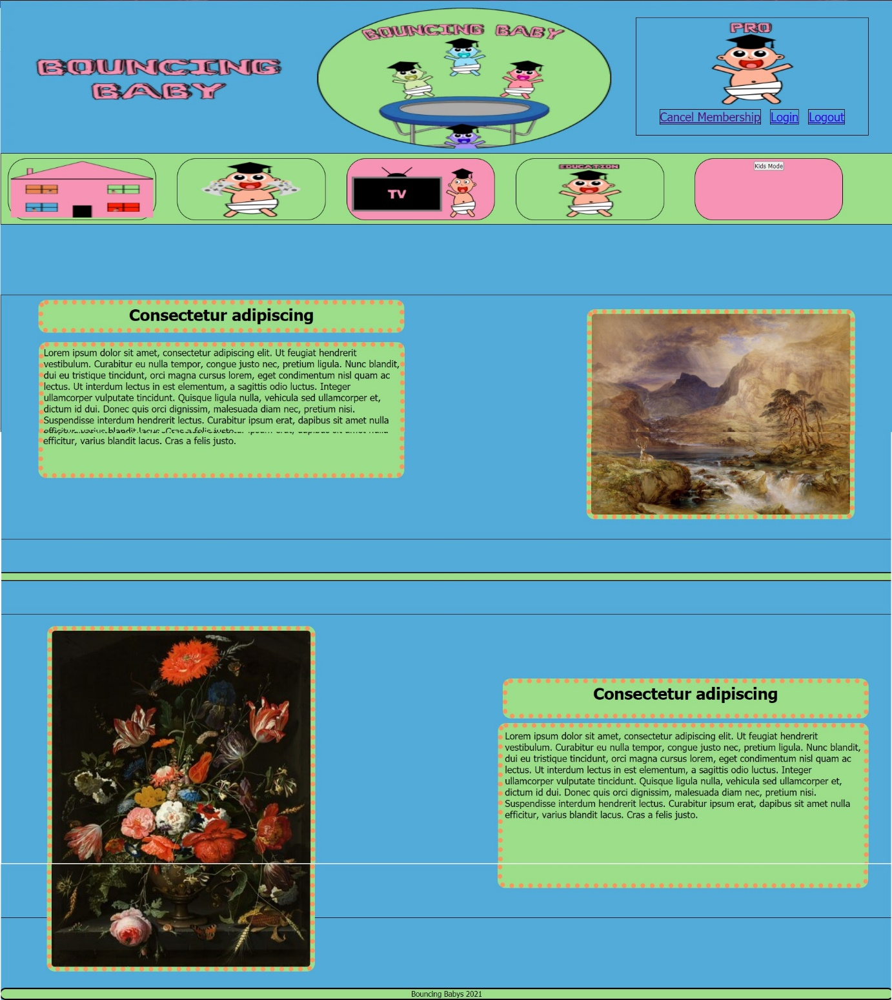 BOUNCING
BABY
BOUNCING BABY
PRO
Cancel Membership Login Logout
TV
EDUCATION
Kids Mode
Consectetur adipiscing
Lorem ipsum dolor sit amet, consectetur adipiscing elit. Ut feugiat hendrerit
vestibulum. Curabitur eu nulla tempor, congue justo nec, pretium ligula. Nunc blandit,
dui eu tristique tincidunt, orci magna cursus lorem, eget condimentum nisl quam ac
lectus. Ut interdum lectus in est elementum, a sagittis odio luctus. Integer
ullamcorper vulputate tincidunt. Quisque ligula nulla, vehicula sed ullamcorper et,
dictum id dui. Donec quis orci dignissim, malesuada diam nec, pretium nisi.
Suspendisse interdum hendrerit lectus. Curabitur ipsum erat, dapibus sit amet nulla
efficitur, varius blandit lacus. Cras a felis justo.
Consectetur adipiscing
Lorem ipsum dolor sit amet, consectetur adipiscing elit. Ut feugiat hendrerit
vestibulum. Curabitur eu nulla tempor, congue justo nec, pretium ligula. Nunc blandit,
dui eu tristique tincidunt, orci magna cursus lorem, eget condimentum nisl quam ac
lectus. Ut interdum lectus in est elementum, a sagittis odio luctus. Integer
ullamcorper vulputate tincidunt. Quisque ligula nulla, vehicula sed ullamcorper et,
dictum id dui. Donec quis orci dignissim, malesuada diam nec, pretium nisi.
Suspendisse interdum hendrerit lectus. Curabitur ipsum erat, dapibus sit amet nulla
efficitur, varius blandit lacus. Cras a felis justo.
Bouncing Babys 2021